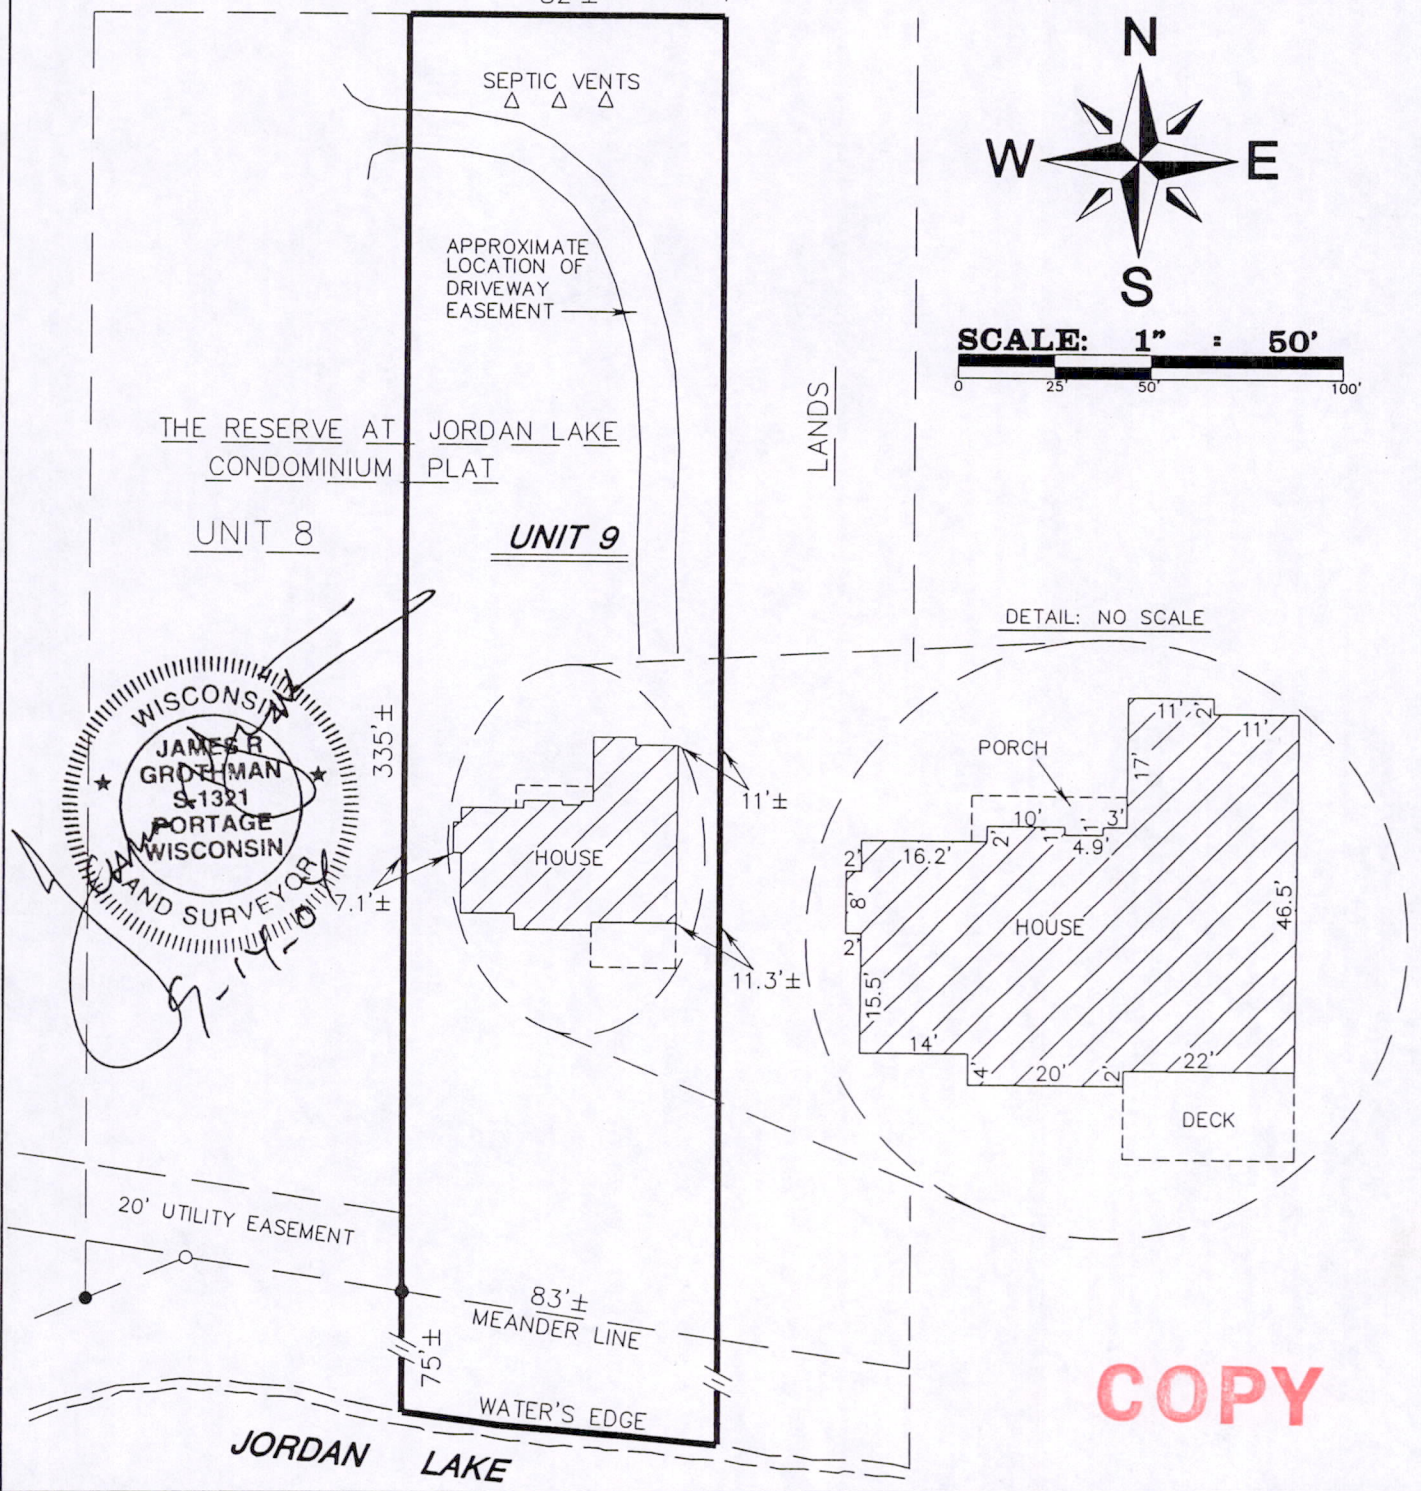 SEPTIC VENTS
N
W E
S
APPROXIMATE
LOCATION OF
DRIVEWAY
EASEMENT
SCALE: 1" = 50'
0 25' 50' 100'
LANDS
THE RESERVE AT JORDAN LAKE
CONDOMINIUM PLAT
UNIT 8
UNIT 9
DETAIL: NO SCALE
WISCONSIN
JAMES R
GROTHMAN
S-1321
PORTAGE
WISCONSIN
LAND SURVEYOR
335'±
7.1'±
HOUSE
11'±
11.3'±
PORCH
11'
2'
11'
17'
10'
1'
3'
2'
1'
4.9'
16.2'
2'
8'
2'
HOUSE
46.5'
15.5'
14'
4'
20'
2'
22'
DECK
20' UTILITY EASEMENT
83'±
MEANDER LINE
75'±
WATER'S EDGE
JORDAN LAKE
COPY